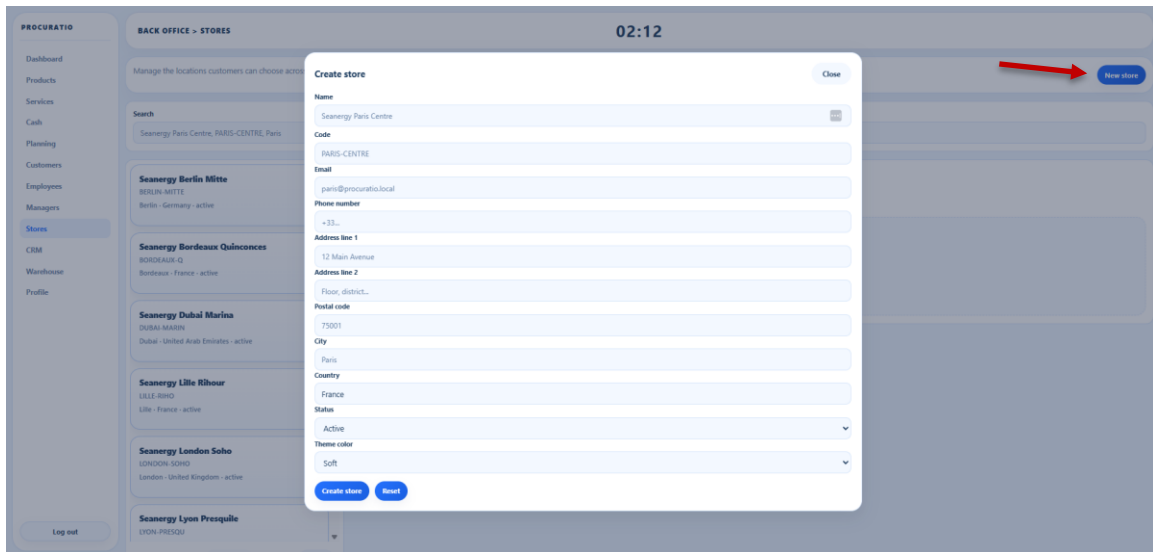 PROCURATIO
Dashboard
Products
Services
Cash
Planning
Customers
Employees
Managers
Stores
CRM
Warehouse
Profile
Log out
BACK OFFICE > STORES
02:12
Manage the locations customers can choose acros
New store
Search
Seanergy Paris Centre, PARIS-CENTRE, Paris
Seanergy Berlin Mitte
BERLIN-MITTE
Berlin - Germany - active
Seanergy Bordeaux Quinconces
BORDEAUX-Q
Bordeaux - France - active
Seanergy Dubai Marina
DUBAI-MARIN
Dubai - United Arab Emirates - active
Seanergy Lille Rihour
LILLE-RIHO
Lille - France - active
Seanergy London Soho
LONDON-SOHO
London - United Kingdom - active
Seanergy Lyon Presquile
LYON-PRESQU
Create store
Close
Name
Seanergy Paris Centre
Code
PARIS-CENTRE
Email
paris@procuratio.local
Phone number
+33...
Address line 1
12 Main Avenue
Address line 2
Floor, district...
Postal code
75001
City
Paris
Country
France
Status
Active
Theme color
Soft
Create store
Reset